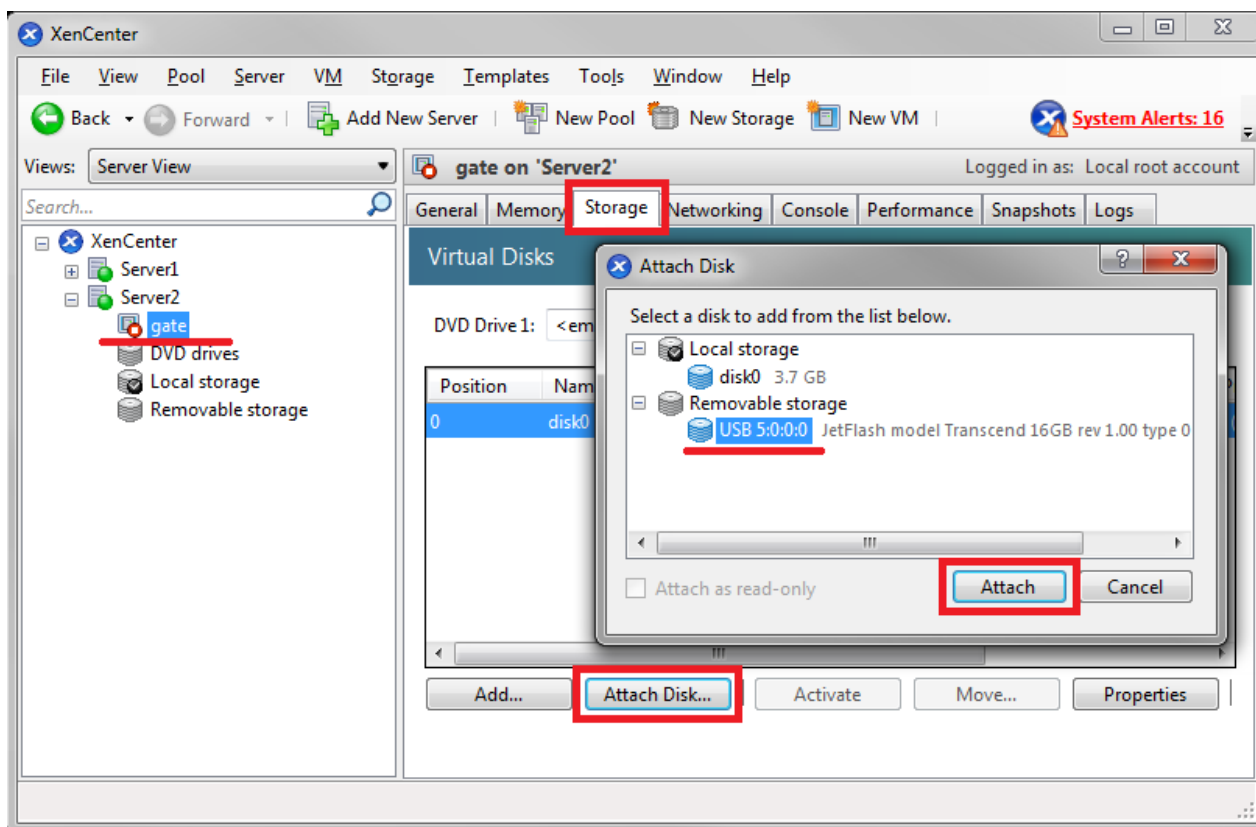 XenCenter
File View Pool Server VM Storage Templates Tools Window Help
Back Forward Add New Server New Pool New Storage New VM System Alerts: 16
Views: Server View
gate on 'Server2' Logged in as: Local root account
Search...
General Memory Storage Networking Console Performance Snapshots Logs
XenCenter
Server1
Server2
gate
DVD drives
Local storage
Removable storage
Virtual Disks
DVD Drive 1: <em
Position Nam
0 disk0
Attach Disk
Select a disk to add from the list below.
Local storage
disk0 3.7 GB
Removable storage
USB 5:0:0:0 JetFlash model Transcend 16GB rev 1.00 type 0
Attach as read-only Attach Cancel
Add... Attach Disk... Activate Move... Properties